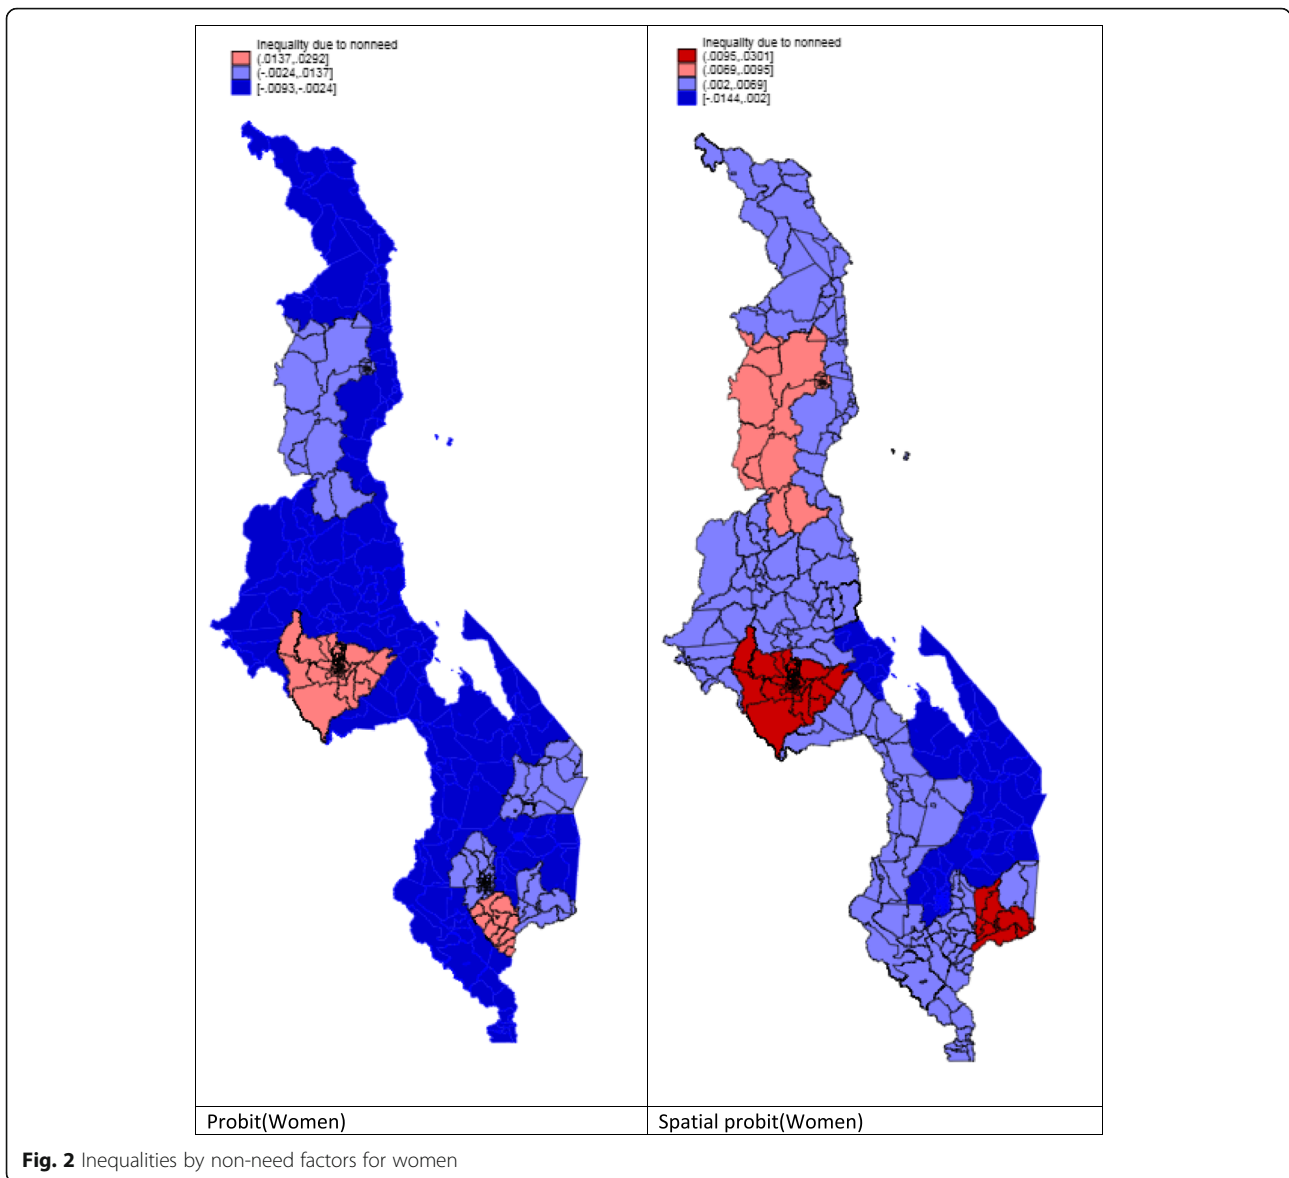 Inequality due to nonneed
(.0137,.0292]
(-.0024,.0137]
[-.0093,-.0024]
Inequality due to nonneed
(.0095,.0301]
(.0069,.0095]
(.002,.0069]
[-.0144,.002]
Probit(Women)
Spatial probit(Women)
Fig. 2 Inequalities by non-need factors for women